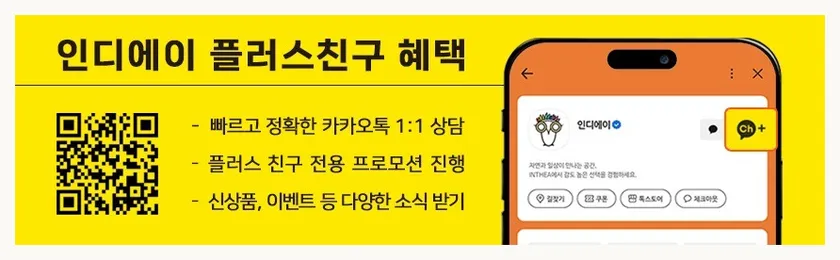 인디에이 플러스친구 혜택
- 빠르고 정확한 카카오톡 1:1 상담
- 플러스 친구 전용 프로모션 진행
- 신상품, 이벤트 등 다양한 소식 받기
인디에이
Ch+
자연과 일상이 만나는 공간,
INTHEA에서 감도 높은 선택을 경험하세요.
길찾기
쿠폰
톡스토어
체크아웃